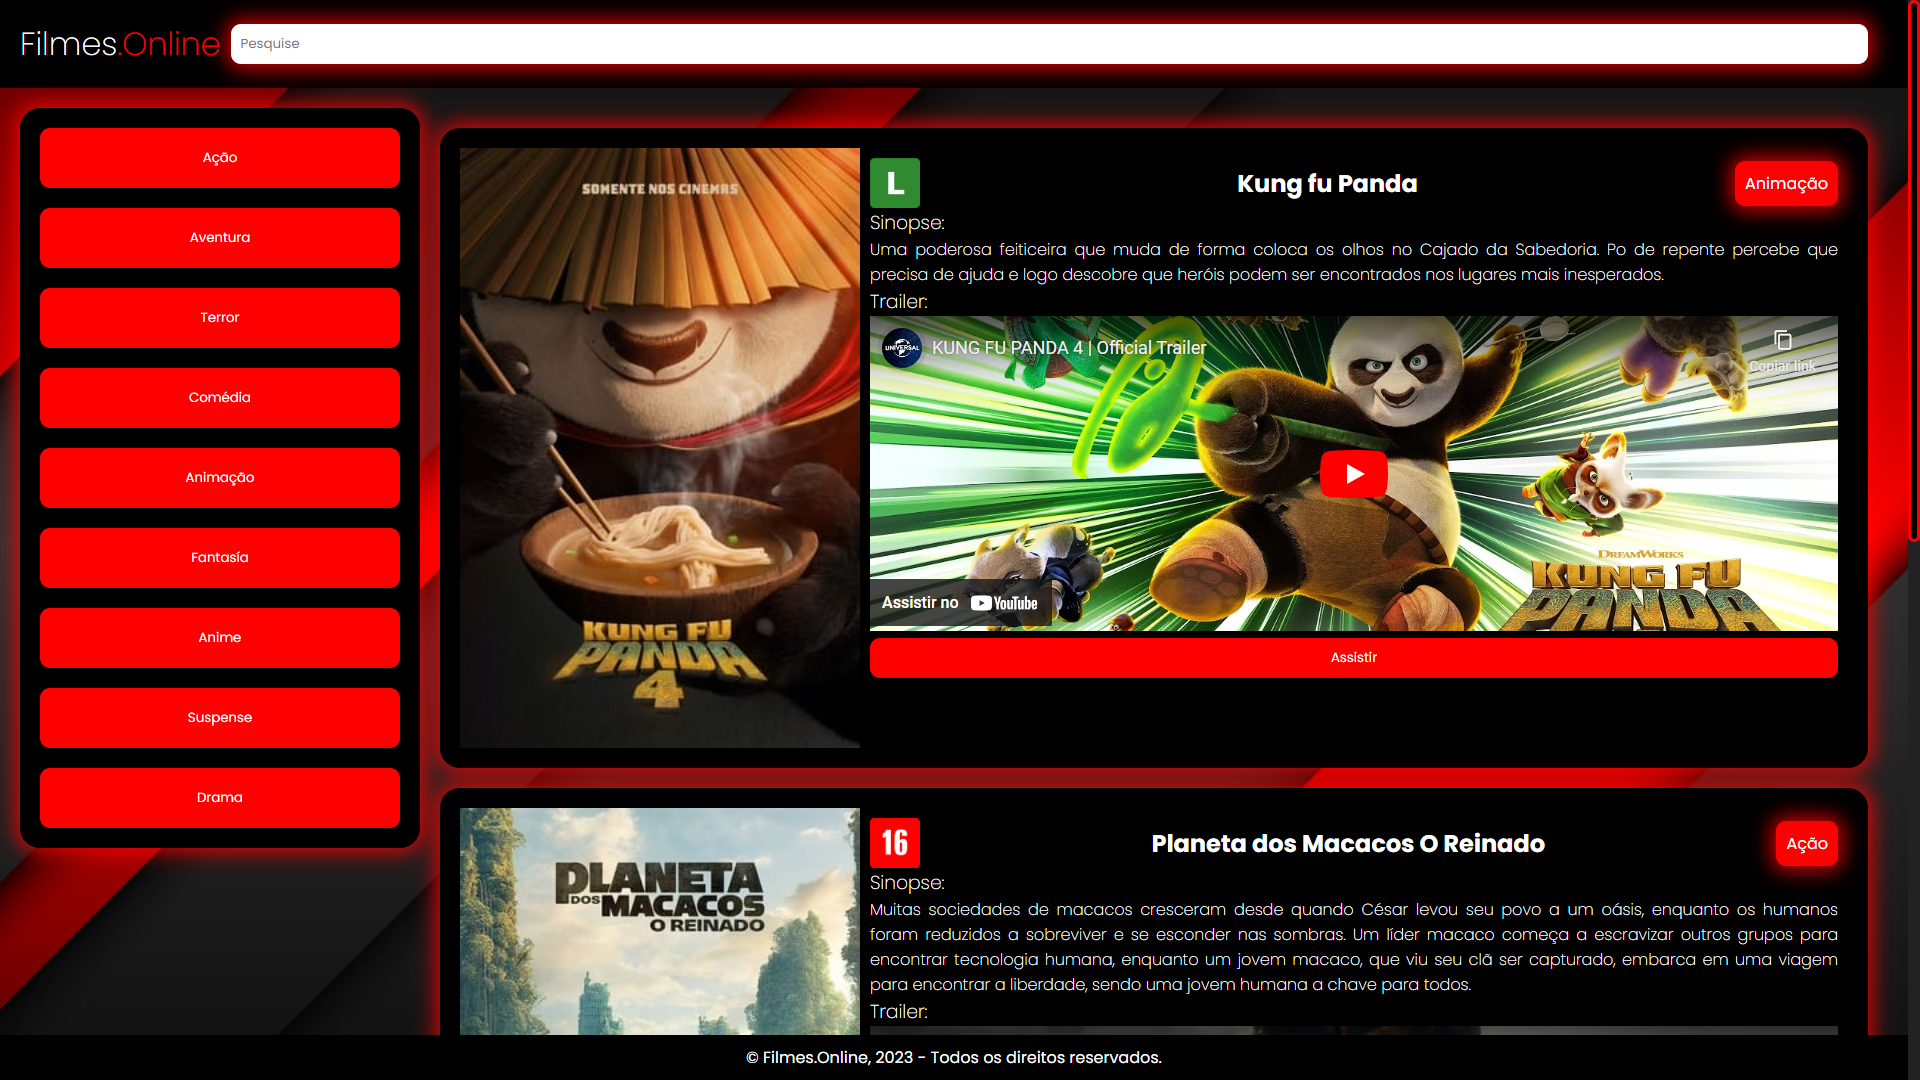 Filmes.Online
Pesquise
Ação
Aventura
Terror
Comédia
Animação
Fantasía
Anime
Suspense
Drama
SOMENTE NOS CINEMAS
KUNG FU
PANDA
4
L
Kung fu Panda
Animação
Sinopse:
Uma poderosa feiticeira que muda de forma coloca os olhos no Cajado da Sabedoria. Po de repente percebe que
precisa de ajuda e logo descobre que heróis podem ser encontrados nos lugares mais inesperados.
Trailer:
UNIVERSAL
KUNG FU PANDA 4 | Official Trailer
Copiar link
DREAMWORKS
KUNG FU
PANDA
Assistir no YouTube
Assistir
PLANETA
DOS MACACOS
O REINADO
16
Planeta dos Macacos O Reinado
Ação
Sinopse:
Muitas sociedades de macacos cresceram desde quando César levou seu povo a um oásis, enquanto os humanos
foram reduzidos a sobreviver e se esconder nas sombras. Um líder macaco começa a escravizar outros grupos para
encontrar tecnologia humana, enquanto um jovem macaco, que viu seu clã ser capturado, embarca em uma viagem
para encontrar a liberdade, sendo uma jovem humana a chave para todos.
Trailer:
© Filmes.Online, 2023 - Todos os direitos reservados.